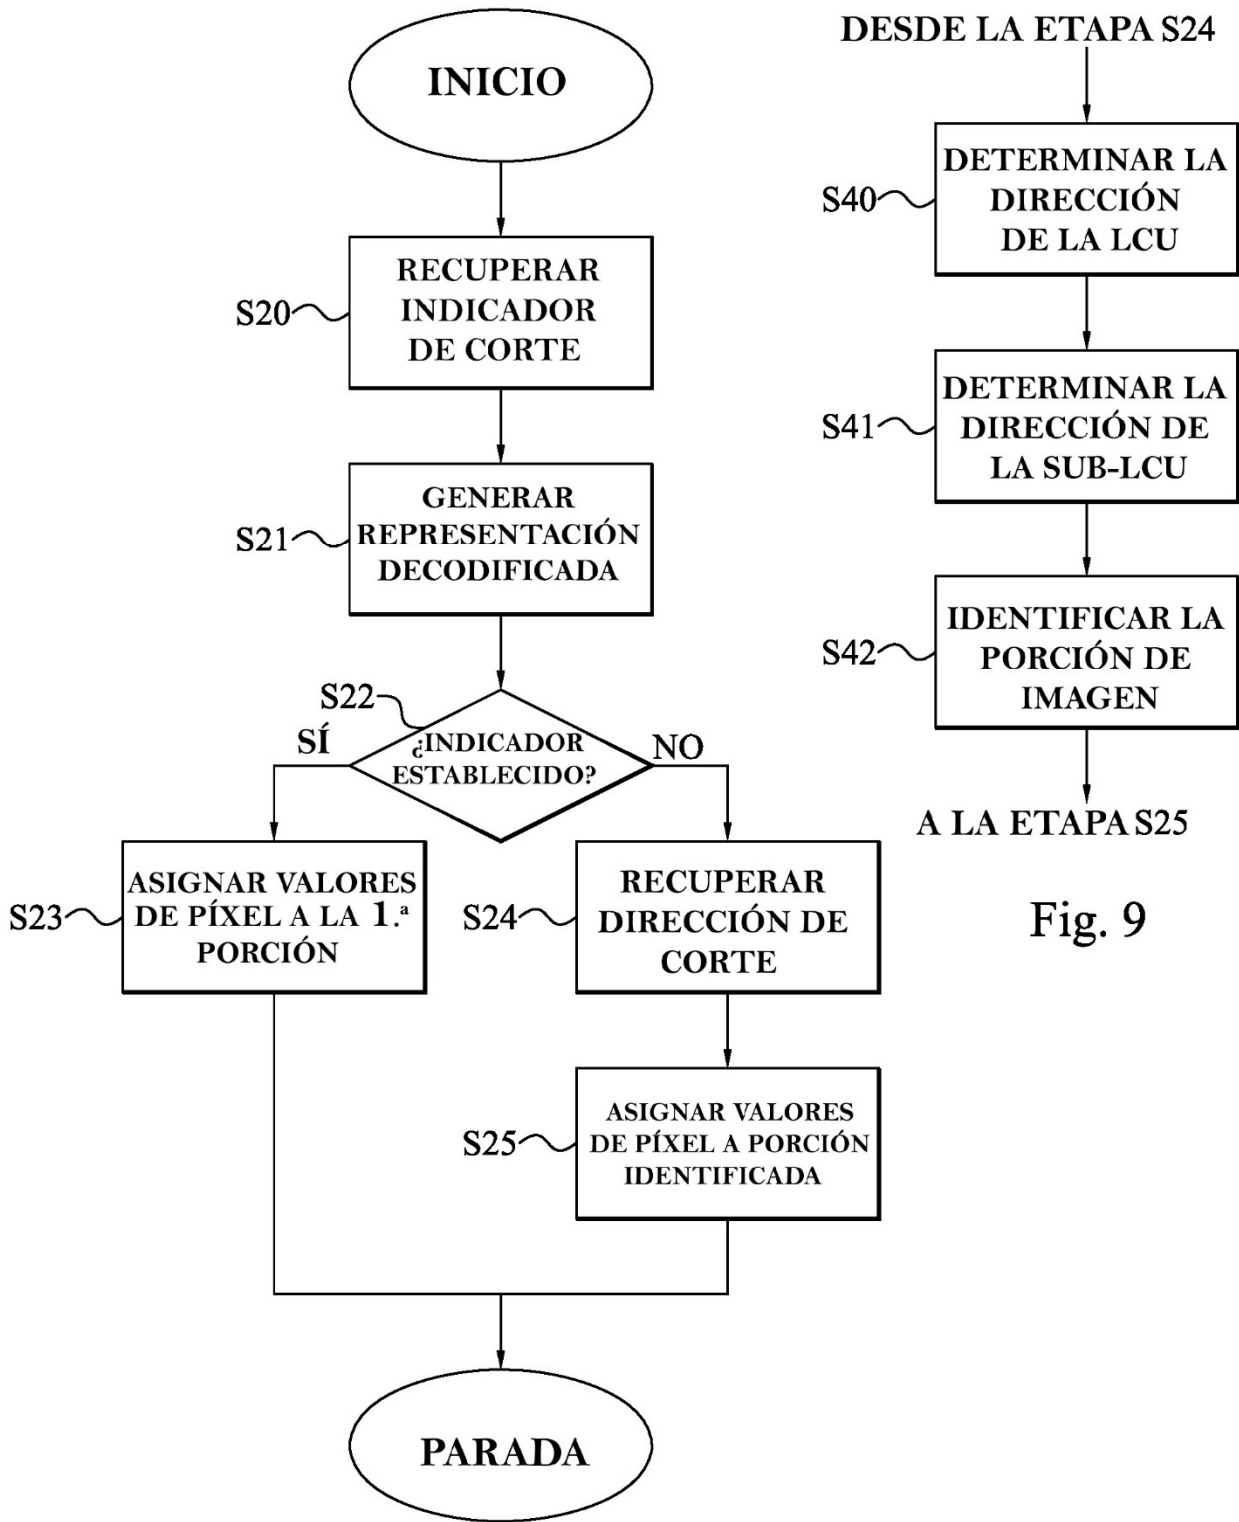 INICIO
S20
RECUPERAR
INDICADOR
DE CORTE
S21
GENERAR
REPRESENTACIÓN
DECODIFICADA
S22
¿INDICADOR
ESTABLECIDO?
SÍ
NO
S23
ASIGNAR VALORES
DE PÍXEL A LA 1.ª
PORCIÓN
S24
RECUPERAR
DIRECCIÓN DE
CORTE
S25
ASIGNAR VALORES
DE PÍXEL A PORCIÓN
IDENTIFICADA
PARADA
DESDE LA ETAPA S24
S40
DETERMINAR LA
DIRECCIÓN
DE LA LCU
S41
DETERMINAR LA
DIRECCIÓN DE
LA SUB-LCU
S42
IDENTIFICAR LA
PORCIÓN DE
IMAGEN
A LA ETAPA S25
Fig. 9